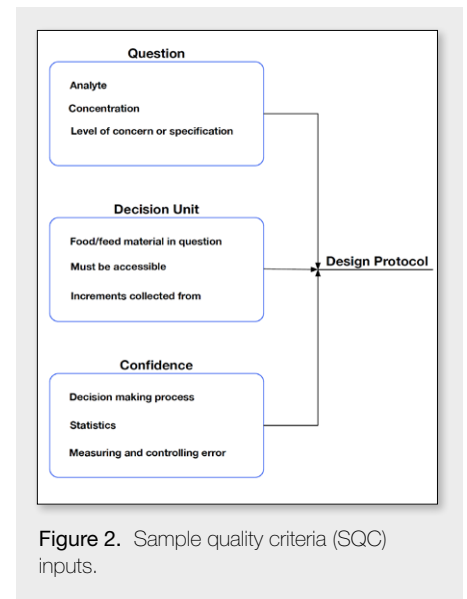 Question
Analyte
Concentration
Level of concern or specification
Decision Unit
Food/feed material in question
Must be accessible
Increments collected from
Design Protocol
Confidence
Decision making process
Statistics
Measuring and controlling error
Figure 2. Sample quality criteria (SQC)
inputs.